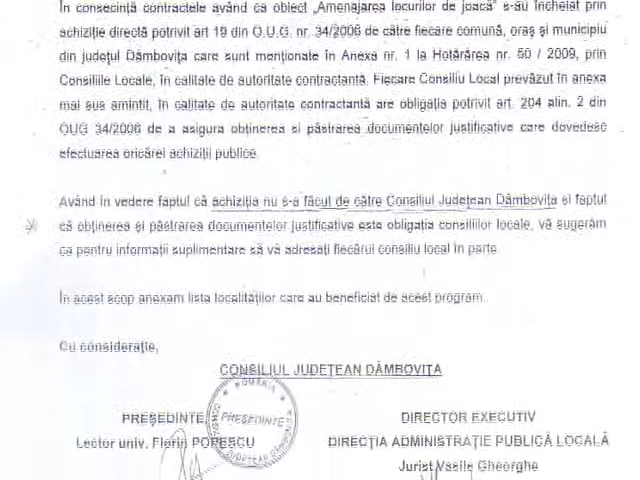 În consecință contractele având ca obiect „Amenajarea locurilor de joacă" s-au încheiat prin
achiziție directă potrivit art 19 din O.U.G. nr. 34/2006 de către fiecare comună, oraș și municipiu
din județul Dâmbovița care sunt menționate în Anexa nr. 1 la Hotărârea nr. 50 / 2009, prin
Consiliile Locale, în calitate de autoritate contractantă. Fiecare Consiliu Local prevăzut în anexa
mai sus amintit, în calitate de autoritate contractantă are obligația potrivit art. 204 alin. 2 din
OUG 34/2006 de a asigura obținerea si păstrarea documentelor justificative care dovedesc
efectuarea oricărei achiziții publice.
Având în vedere faptul că achiziția nu s-a făcut de către Consiliul Județean Dâmbovița si faptul
că obținerea și păstrarea documentelor justificative este obligația consiliilor locale, vă sugerăm
ca pentru informații suplimentare să vă adresați fiecărui consiliu local în parte.
În acest scop anexam lista localităților care au beneficiat de acest program.
Cu considerație,
CONSILIUL JUDEȚEAN DÂMBOVIȚA
ROMÂNIA
PREȘEDINTE
PREȘEDINTE,
Lector univ. Florin POPESCU
DIRECTOR EXECUTIV
DIRECȚIA ADMINISTRAȚIE PUBLICĂ LOCALĂ
Jurist Vasile Gheorghe